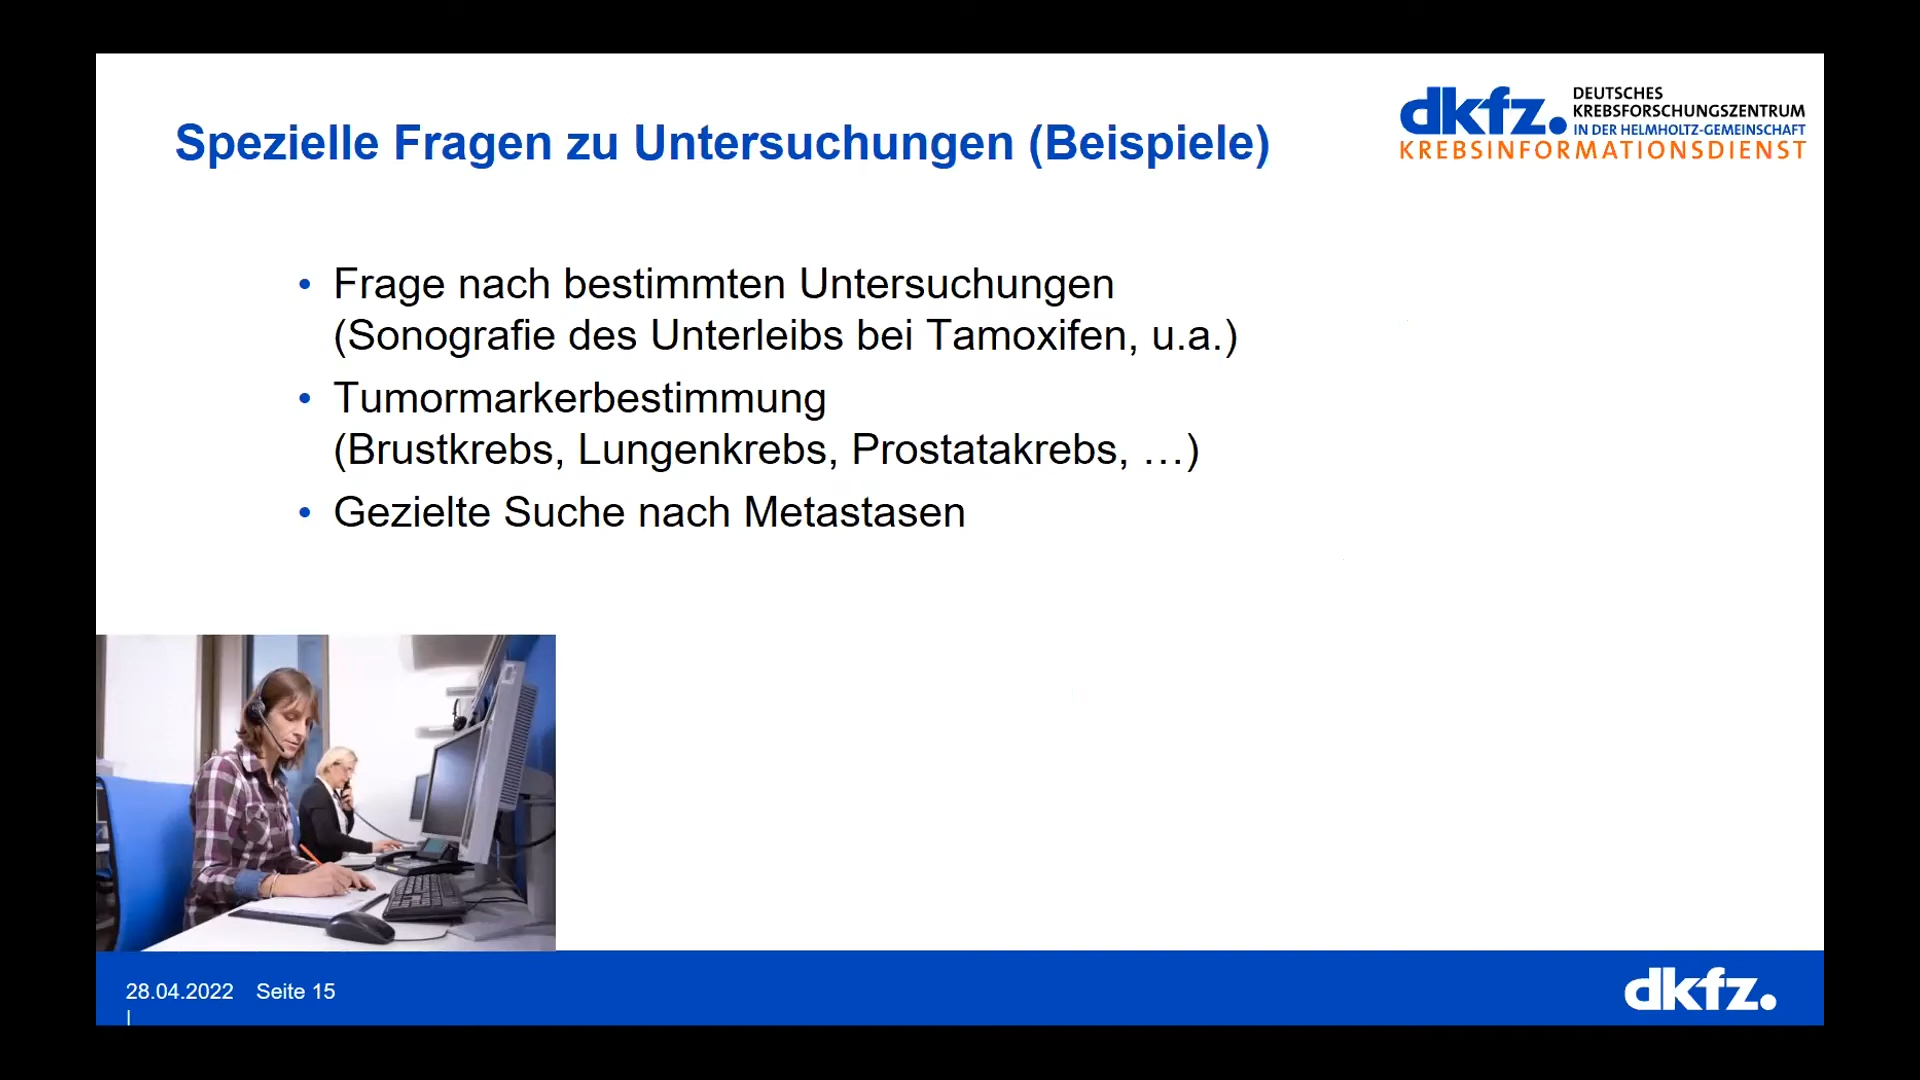 Spezielle Fragen zu Untersuchungen (Beispiele)
dkfz.
DEUTSCHES
KREBSFORSCHUNGSZENTRUM
IN DER HELMHOLTZ-GEMEINSCHAFT
KREBSINFORMATIONSDIENST
• Frage nach bestimmten Untersuchungen
(Sonografie des Unterleibs bei Tamoxifen, u.a.)
• Tumormarkerbestimmung
(Brustkrebs, Lungenkrebs, Prostatakrebs, …)
• Gezielte Suche nach Metastasen
28.04.2022 Seite 15
|
dkfz.